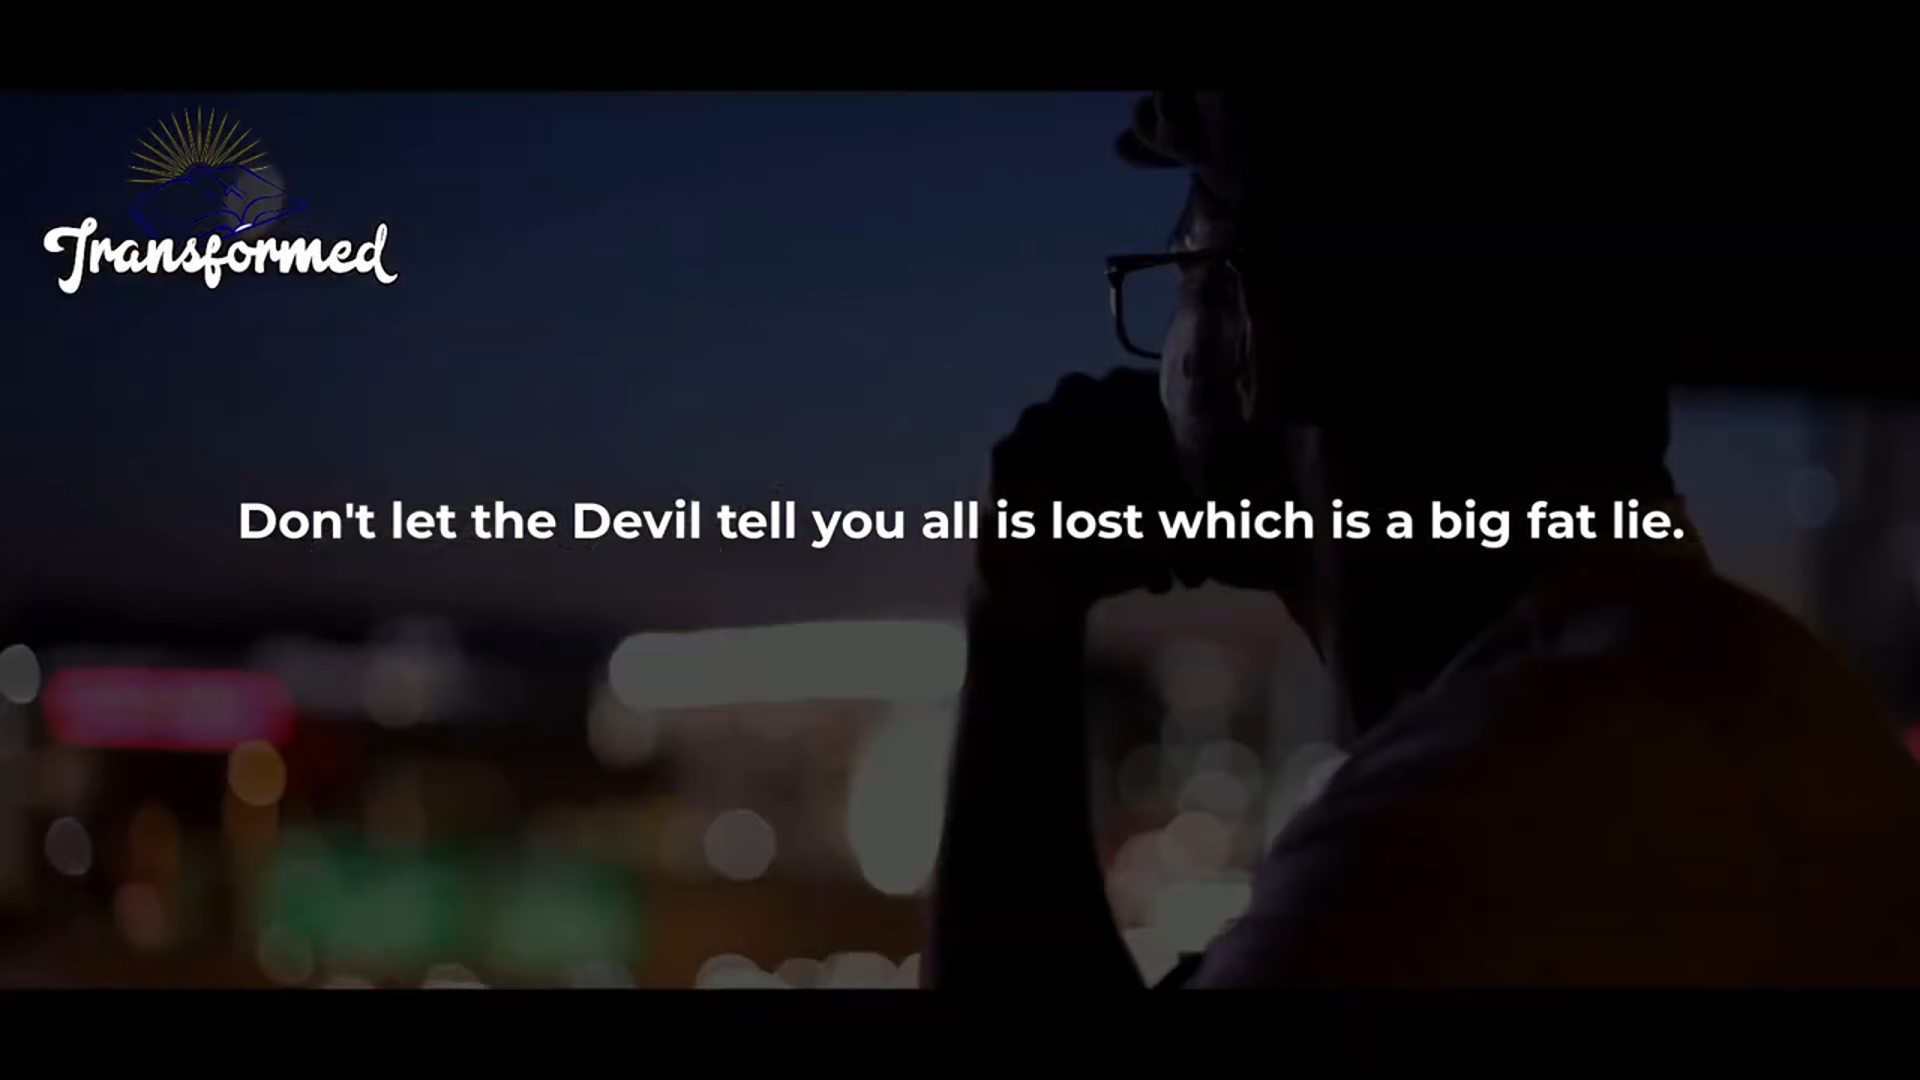 Transformed
Don't let the Devil tell you all is lost which is a big fat lie.